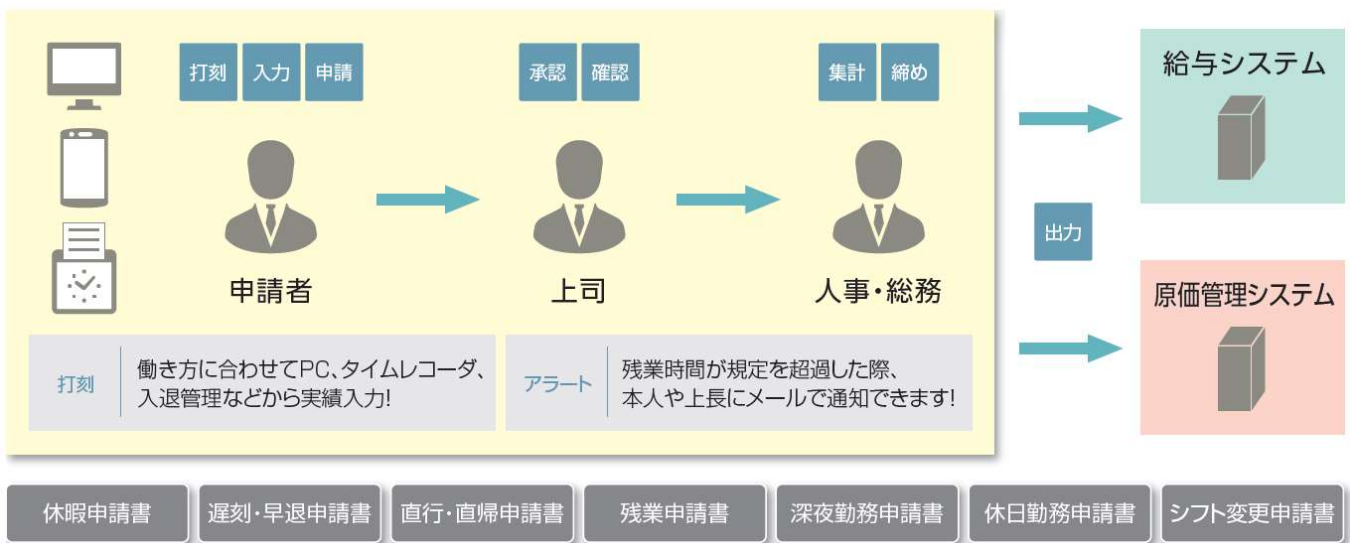 打刻 入力 申請
承認 確認
集計 締め
給与システム
申請者
上司
人事・総務
出力
原価管理システム
打刻
働き方に合わせてPC、タイムレコーダ、
入退管理などから実績入力!
アラート
残業時間が規定を超過した際、
本人や上長にメールで通知できます!
休暇申請書
遅刻・早退申請書
直行・直帰申請書
残業申請書
深夜勤務申請書
休日勤務申請書
シフト変更申請書